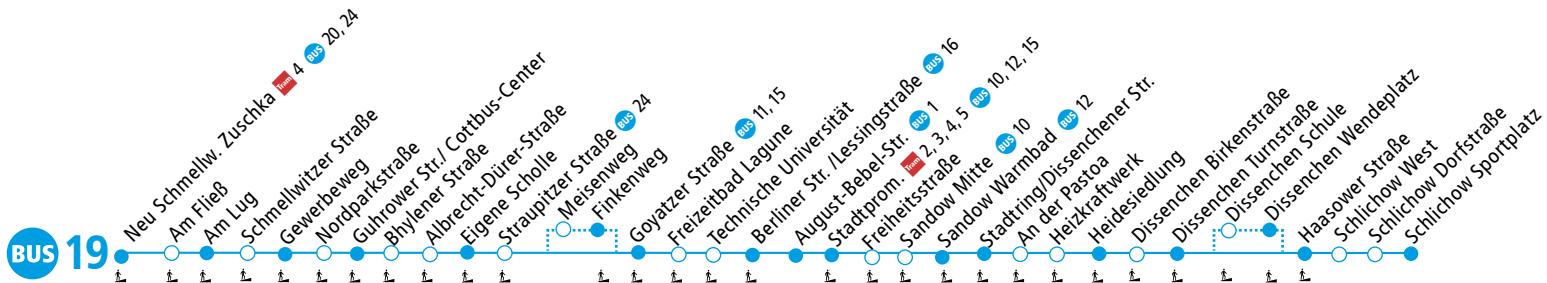 BUS 19
Neu Schmellw. Zuschka Tram 4 BUS 20, 24
Am Fließ
Am Lug
Schmellwitzer Straße
Gewerbeweg
Nordparkstraße
Guhrower Str./ Cottbus-Center
Bhylener Straße
Albrecht-Dürer-Straße
Eigene Scholle
Straupitzer Straße BUS 24
Meisenweg
Finkenweg
Goyatzer Straße BUS 11, 15
Freizeitbad Lagune
Technische Universität
Berliner Str. /Lessingstraße BUS 16
August-Bebel-Str. BUS 1
Stadtprom. Tram 2, 3, 4, 5 BUS 10, 12, 15
Freiheitsstraße
Sandow Mitte BUS 10
Sandow Warmbad BUS 12
Stadtring/Dissenchener Str.
An der Pastoa
Heizkraftwerk
Heidesiedlung
Dissenchen Birkenstraße
Dissenchen Turnstraße
Dissenchen Schule
Dissenchen Wendeplatz
Haasower Straße
Schlichow West
Schlichow Dorfstraße
Schlichow Sportplatz